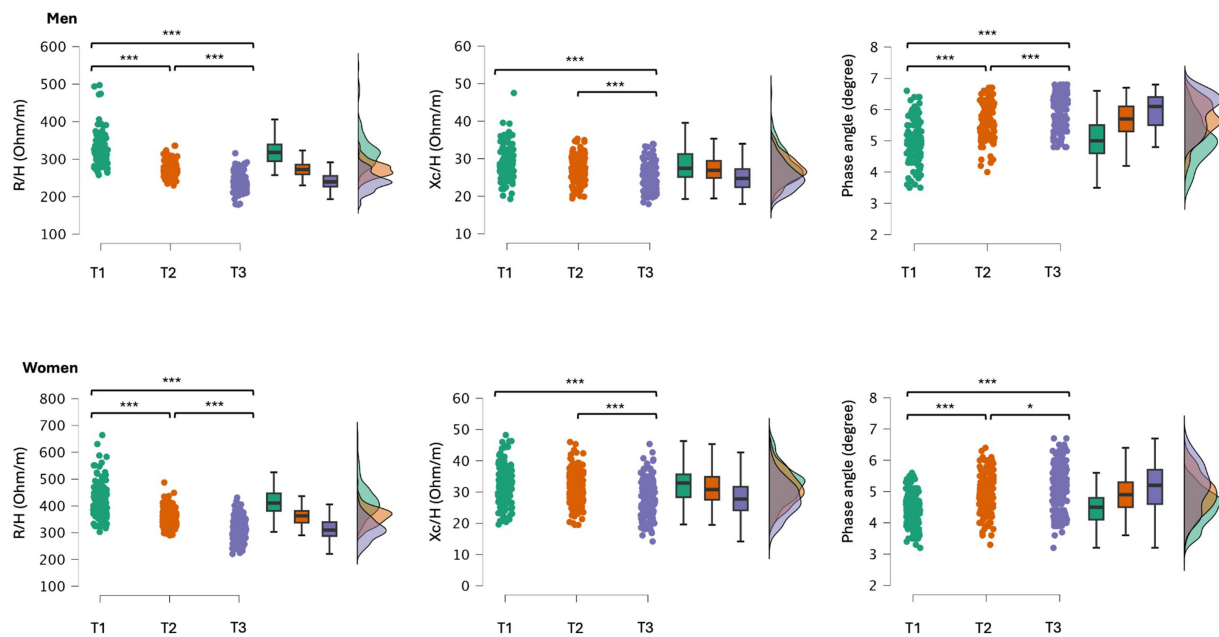 Men
***
***
***
R/H (Ohm/m)
600
500
400
300
200
100
T1
T2
T3
***
***
Xc/H (Ohm/m)
60
50
40
30
20
10
T1
T2
T3
***
***
***
Phase angle (degree)
8
7
6
5
4
3
2
T1
T2
T3
Women
***
***
***
R/H (Ohm/m)
800
700
600
500
400
300
200
100
T1
T2
T3
***
***
Xc/H (Ohm/m)
60
50
40
30
20
10
0
T1
T2
T3
***
***
*
Phase angle (degree)
8
7
6
5
4
3
2
T1
T2
T3